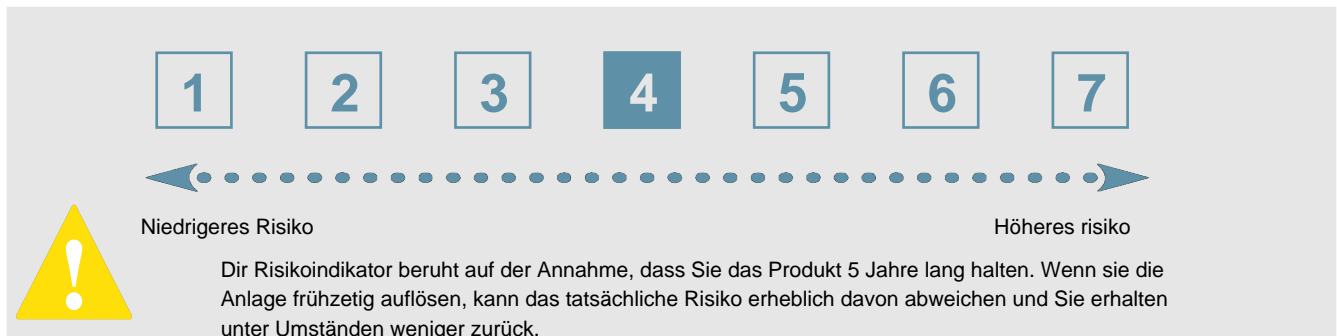 1 2 3 4 5 6 7
Niedrigeres Risiko Höheres risiko
!
Dir Risikoindikator beruht auf der Annahme, dass Sie das Produkt 5 Jahre lang halten. Wenn sie die
Anlage frühzetig auflösen, kann das tatsächliche Risiko erheblich davon abweichen und Sie erhalten
unter Umständen weniger zurück.